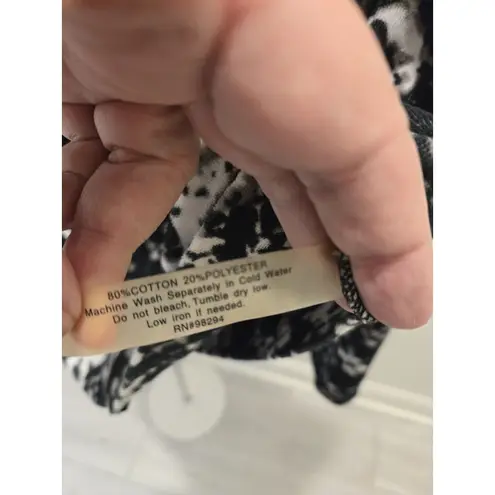 80%COTTON 20%POLYESTER
Machine Wash Separately in Cold Water
Do not bleach, Tumble dry low.
Low iron if needed.
RN#98294